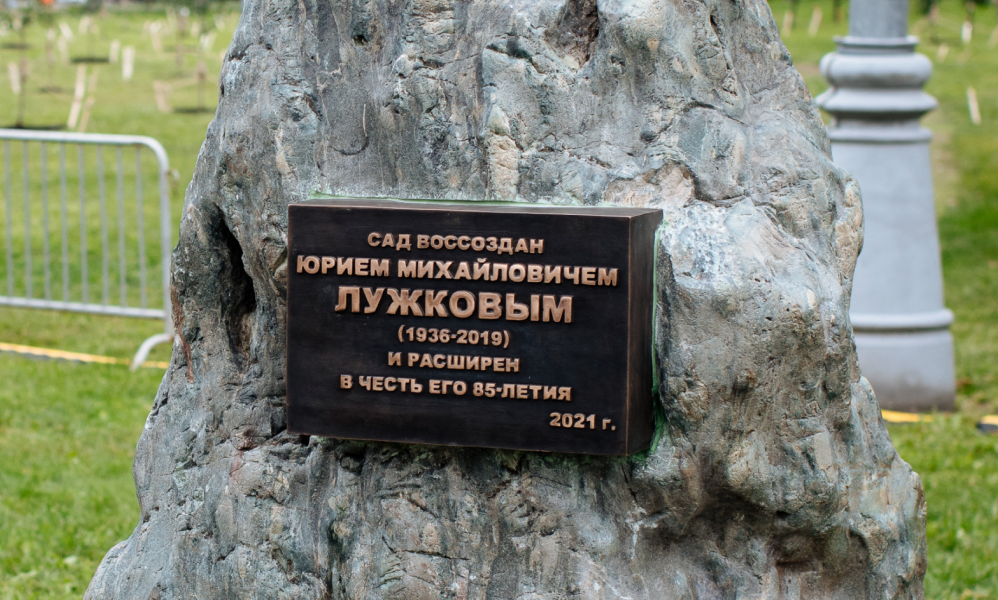 САД ВОССОЗДАН
ЮРИЕМ МИХАЙЛОВИЧЕМ
ЛУЖКОВЫМ
(1936-2019)
И РАСШИРЕН
В ЧЕСТЬ ЕГО 85-ЛЕТИЯ
2021 г.